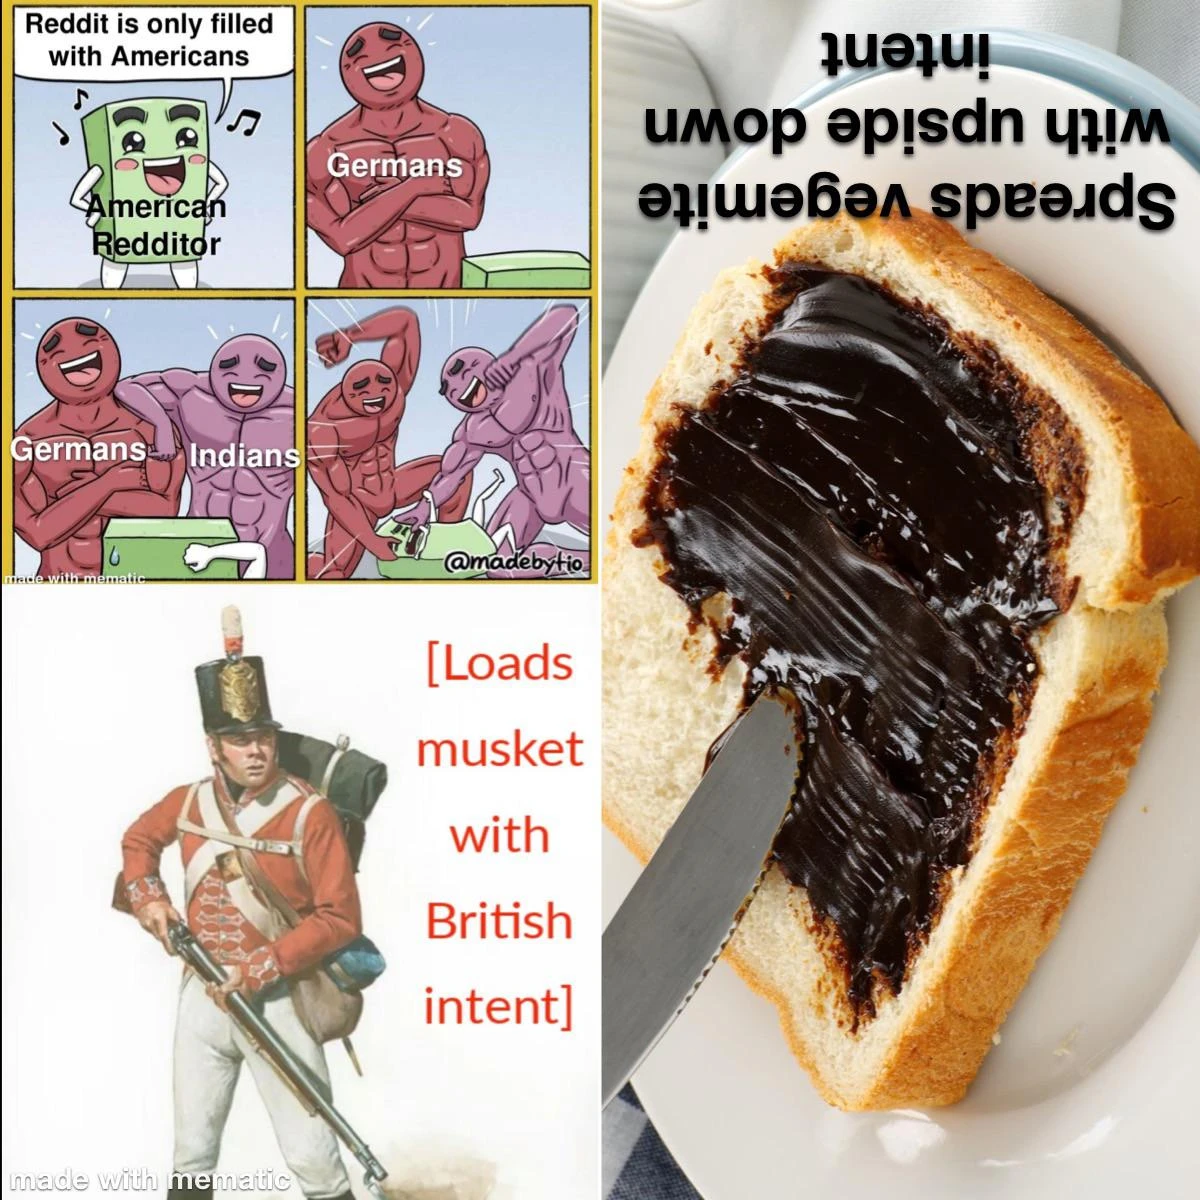 Reddit is only filled
with Americans
American
Redditor
Germans
Germans
Indians
@madebytio
made with mematic
[Loads
musket
with
British
intent]
made with mematic
Spreads vegemite
with upside down
intent